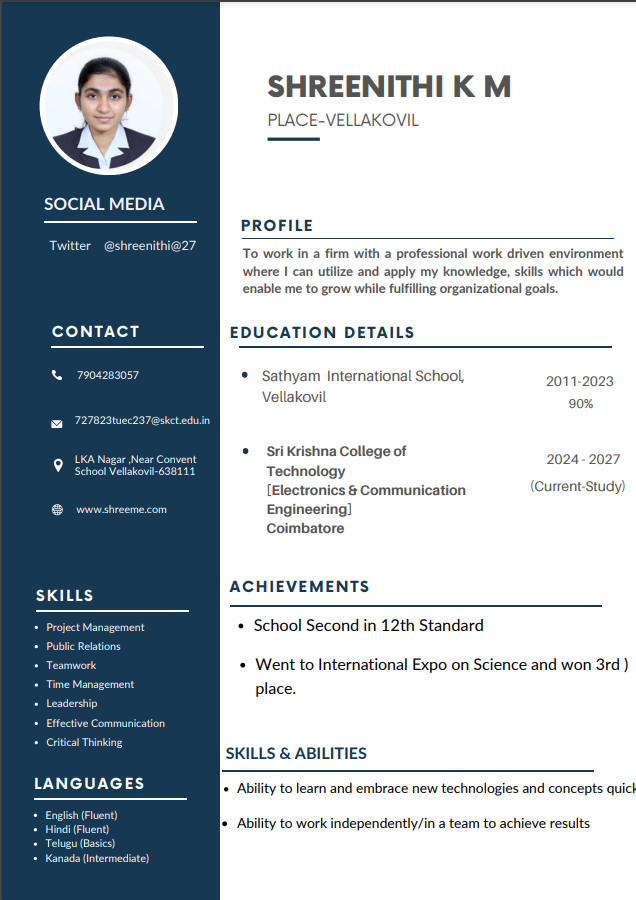 SHREENITHI K M
PLACE-VELLAKOVIL
SOCIAL MEDIA
Twitter @shreenithi@27
CONTACT
7904283057
727823tuec237@skct.edu.in
LKA Nagar ,Near Convent
School Vellakovil-638111
www.shreeme.com
SKILLS
• Project Management
• Public Relations
• Teamwork
• Time Management
• Leadership
• Effective Communication
• Critical Thinking
LANGUAGES
• English (Fluent)
• Hindi (Fluent)
• Telugu (Basics)
• Kanada (Intermediate)
PROFILE
To work in a firm with a professional work driven environment
where I can utilize and apply my knowledge, skills which would
enable me to grow while fulfilling organizational goals.
EDUCATION DETAILS
• Sathyam International School,
Vellakovil
2011-2023
90%
• Sri Krishna College of
Technology
[Electronics & Communication
Engineering]
Coimbatore
2024 - 2027
(Current-Study)
ACHIEVEMENTS
• School Second in 12th Standard
• Went to International Expo on Science and won 3rd )
place.
SKILLS & ABILITIES
• Ability to learn and embrace new technologies and concepts quick
• Ability to work independently/in a team to achieve results